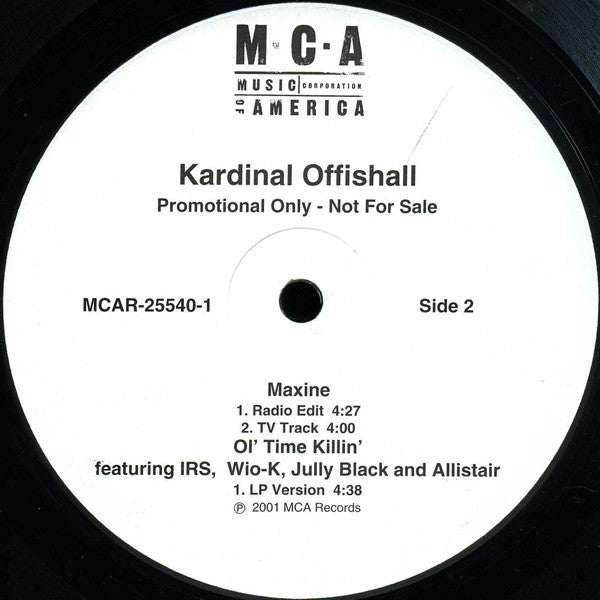 M·C·A
MUSIC CORPORATION
OF AMERICA
Kardinal Offishall
Promotional Only - Not For Sale
MCAR-25540-1 Side 2
Maxine
1. Radio Edit 4:27
2. TV Track 4:00
Ol' Time Killin'
featuring IRS, Wio-K, Jully Black and Allistair
1. LP Version 4:38
℗ 2001 MCA Records